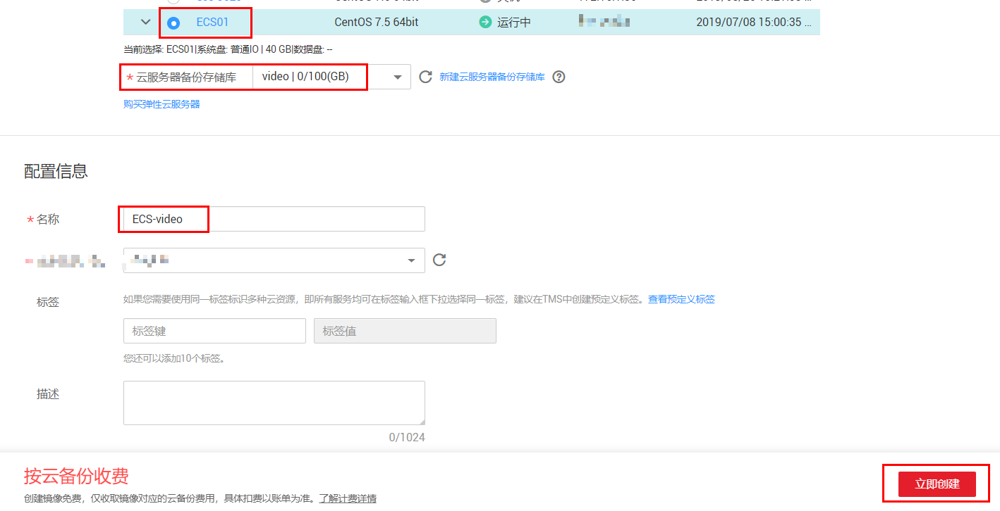 ECS01 CentOS 7.5 64bit 运行中 2019/07/08 15:00:35 ...
当前选择: ECS01|系统盘: 普通IO | 40 GB|数据盘: --
* 云服务器备份存储库 video | 0/100(GB) 新建云服务器备份存储库 ?
购买弹性云服务器
配置信息
* 名称 ECS-video
标签 如果您需要使用同一标签标识多种云资源，即所有服务均可在标签输入框下拉选择同一标签，建议在TMS中创建预定义标签。查看预定义标签
标签键 标签值
您还可以添加10个标签。
描述
0/1024
按云备份收费
立即创建
创建镜像免费，仅收取镜像对应的云备份费用，具体扣费以账单为准。了解计费详情